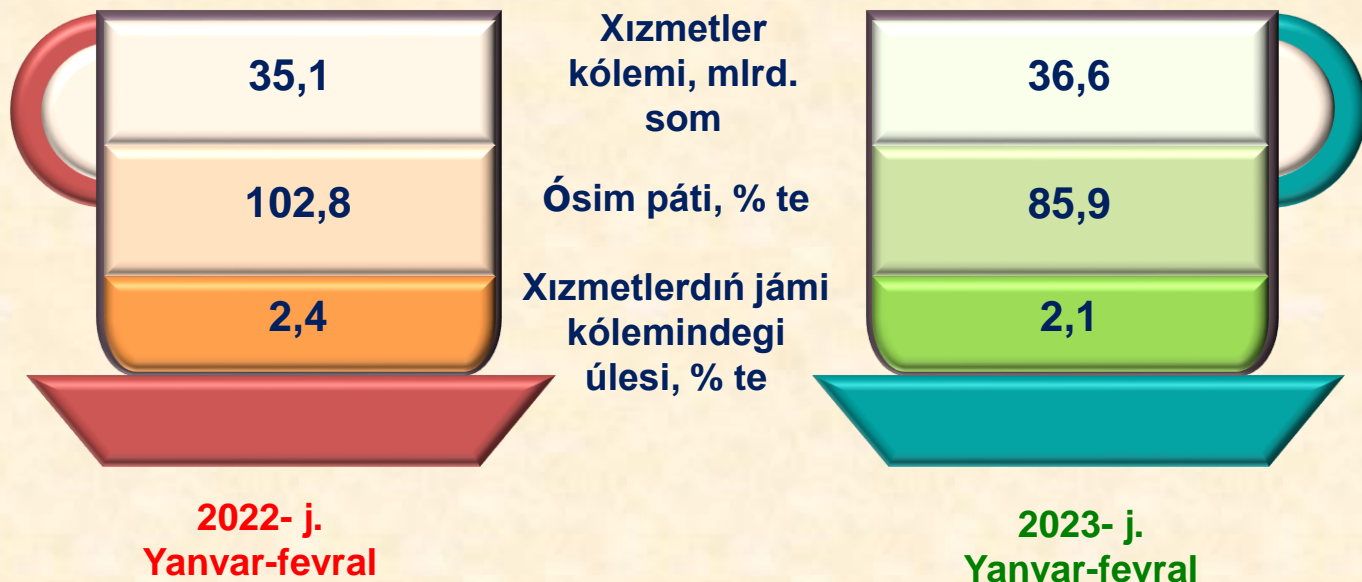 35,1
Xızmetler
kólemi, mlrd.
som
36,6
102,8
Ósim páti, % te
85,9
2,4
Xızmetlerdıń jámi
kólemindegi
úlesi, % te
2,1
2022- j.
Yanvar-fevral
2023- j.
Yanvar-fevral